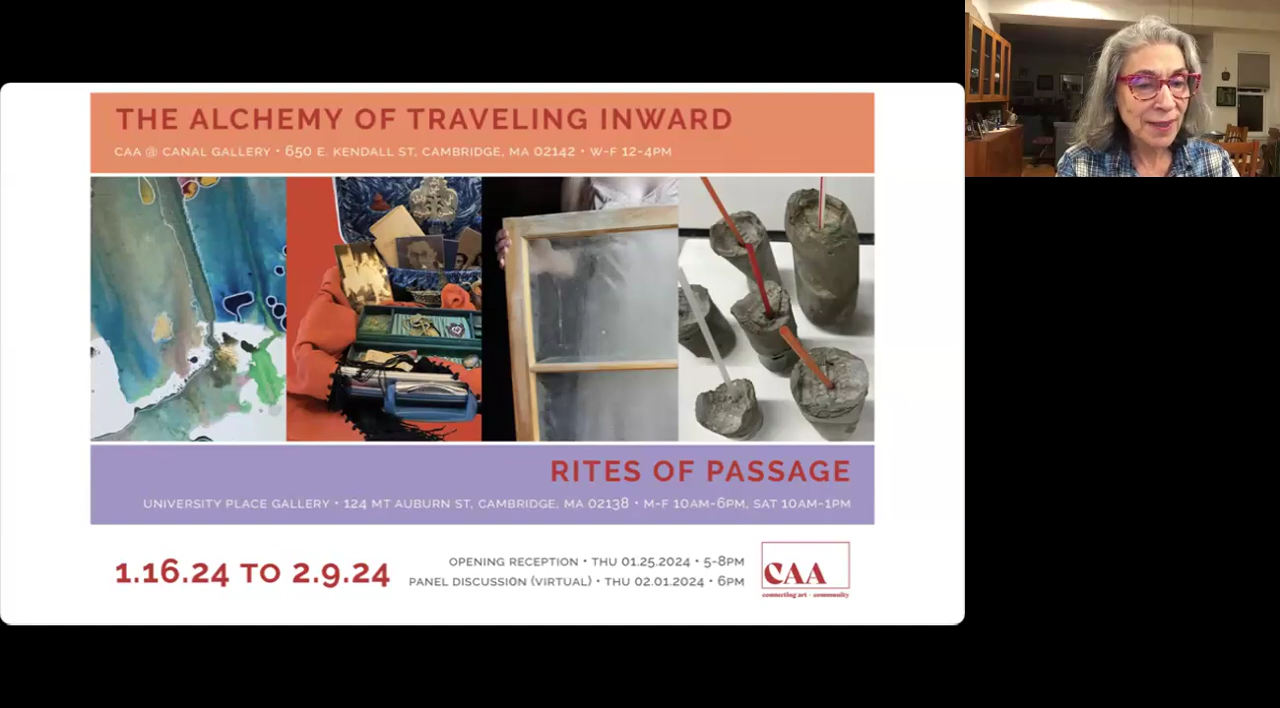 THE ALCHEMY OF TRAVELING INWARD
CAA @ CANAL GALLERY • 650 E. KENDALL ST, CAMBRIDGE, MA 02142 • W-F 12-4PM
RITES OF PASSAGE
UNIVERSITY PLACE GALLERY • 124 MT AUBURN ST, CAMBRIDGE, MA 02138 • M-F 10AM-6PM, SAT 10AM-1PM
1.16.24 TO 2.9.24
OPENING RECEPTION • THU 01.25.2024 • 5-8PM
PANEL DISCUSSION (VIRTUAL) • THU 02.01.2024 • 6PM
CAA
connecting art + community